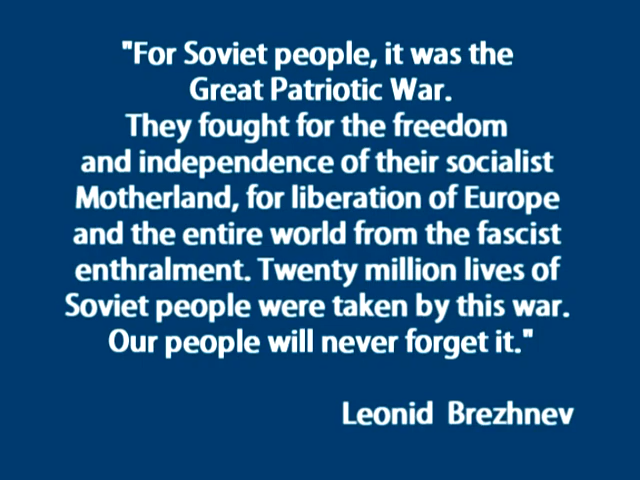 "For Soviet people, it was the
Great Patriotic War.
They fought for the freedom
and independence of their socialist
Motherland, for liberation of Europe
and the entire world from the fascist
enthralment. Twenty million lives of
Soviet people were taken by this war.
Our people will never forget it."
Leonid Brezhnev